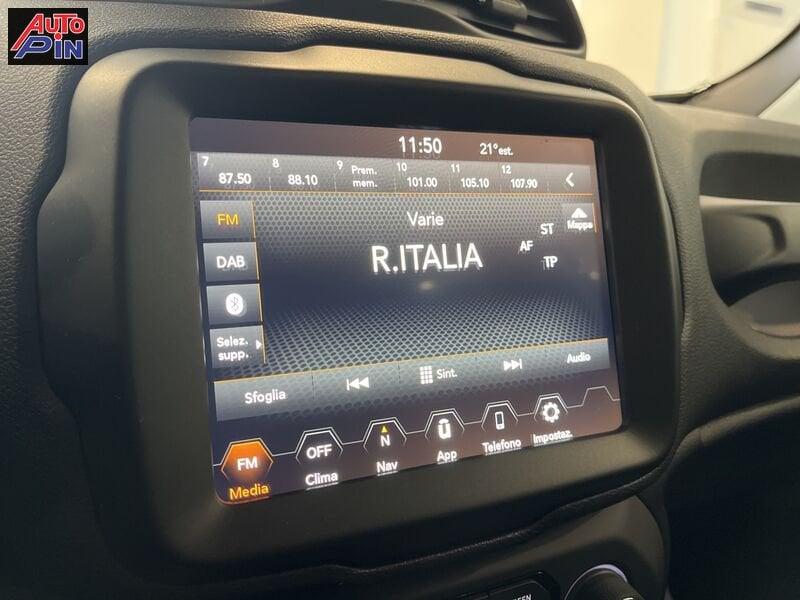 AUTO
PIN
11:50 21°est.
7 8 9 10 11 12
87.50 88.10 Prem. mem. 101.00 105.10 107.90
FM Varie ST Mappa
R.ITALIA AF
DAB TP
Selez. supp.
Sfoglia Sint. Audio
FM OFF N
Media Clima Nav App Telefono Impostaz.